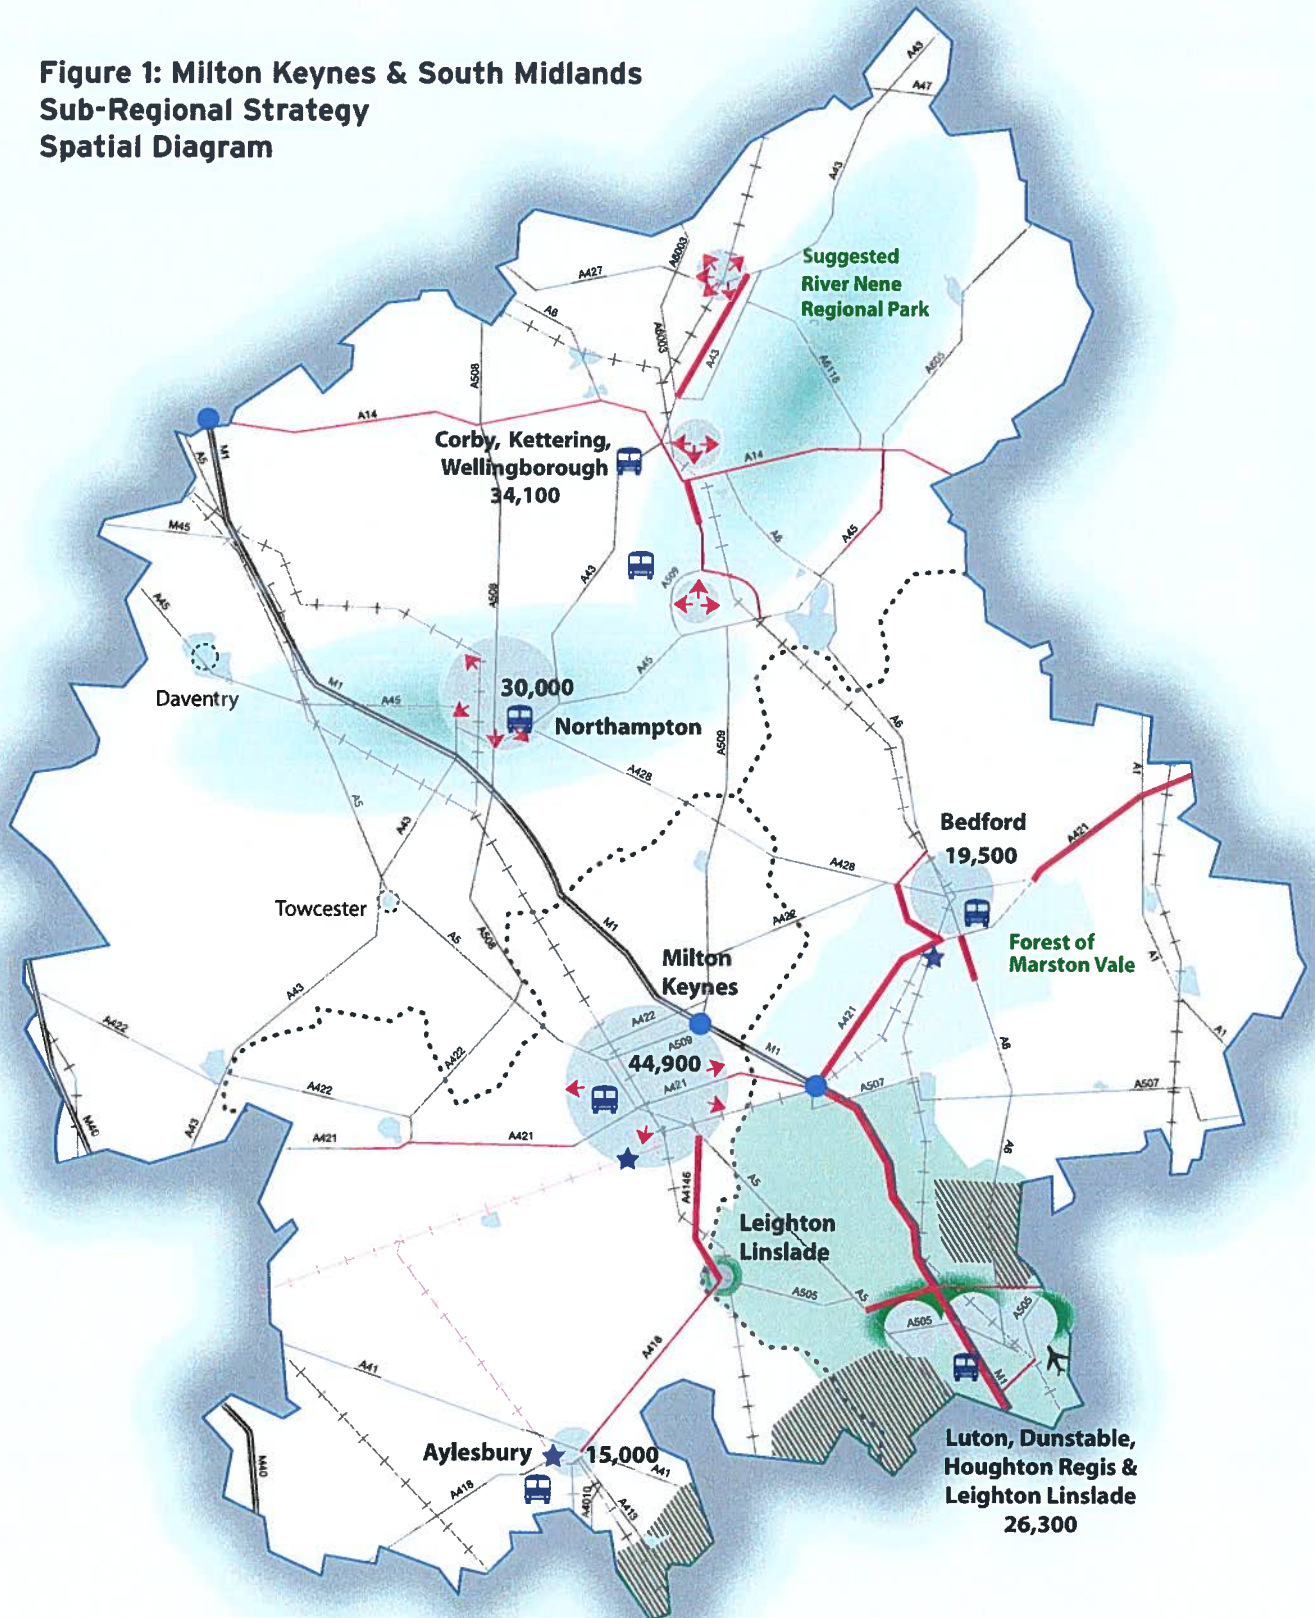 Figure 1: Milton Keynes & South Midlands
Sub-Regional Strategy
Spatial Diagram
A43
A47
A43
A6003
A427
Suggested
River Nene
Regional Park
A6
A6003
A43
A6116
A605
A508
A14
Corby, Kettering,
Wellingborough
34,100
A14
A5
M1
M45
A6
A45
A43
A509
A508
A45
A45
Daventry
M1
A45
30,000
Northampton
A6
A509
A428
A1
A5
A43
Bedford
19,500
A421
A428
Towcester
A422
M1
A5
A508
Forest of
Marston Vale
A1
Milton
Keynes
A43
A422
A422
A509
A421
A1
M1
A6
44,900
A422
A421
A507
A507
A422
M40
A43
A421
A421
A6
A4146
A5
Leighton
Linslade
A505
A5
A505
A505
A418
A41
M1
Aylesbury
15,000
A41
M40
A418
A4010
A413
Luton, Dunstable,
Houghton Regis &
Leighton Linslade
26,300